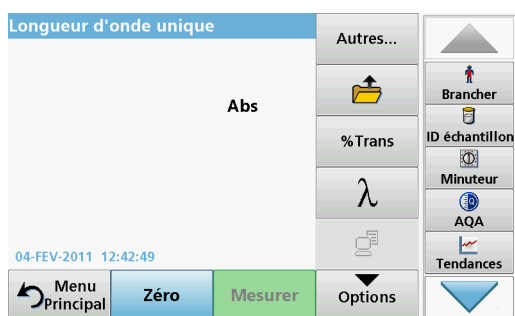 Longueur d'onde unique
Autres...
Abs
%Trans
λ
04-FEV-2011 12:42:49
Menu
Principal
Zéro
Mesurer
Options
Brancher
ID échantillon
Minuteur
AQA
Tendances